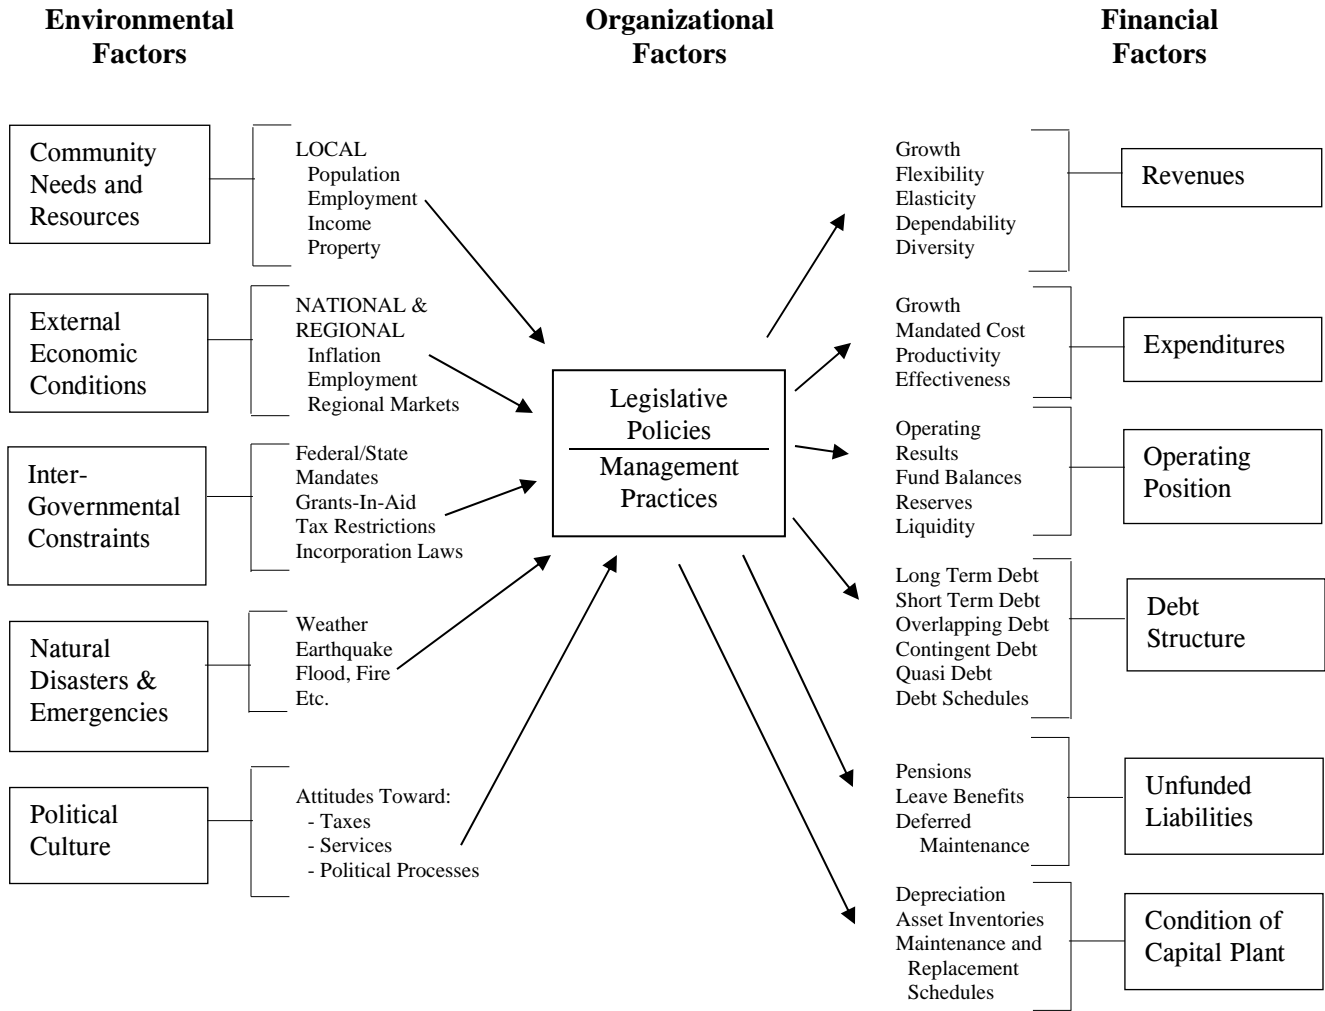 Environmental
Factors
Organizational
Factors
Financial
Factors
Community
Needs and
Resources
LOCAL
Population
Employment
Income
Property
External
Economic
Conditions
NATIONAL &
REGIONAL
Inflation
Employment
Regional Markets
Inter-
Governmental
Constraints
Federal/State
Mandates
Grants-In-Aid
Tax Restrictions
Incorporation Laws
Natural
Disasters &
Emergencies
Weather
Earthquake
Flood, Fire
Etc.
Political
Culture
Attitudes Toward:
- Taxes
- Services
- Political Processes
Legislative
Policies
Management
Practices
Growth
Flexibility
Elasticity
Dependability
Diversity
Revenues
Growth
Mandated Cost
Productivity
Effectiveness
Expenditures
Operating
Results
Fund Balances
Reserves
Liquidity
Operating
Position
Long Term Debt
Short Term Debt
Overlapping Debt
Contingent Debt
Quasi Debt
Debt Schedules
Debt
Structure
Pensions
Leave Benefits
Deferred
Maintenance
Unfunded
Liabilities
Depreciation
Asset Inventories
Maintenance and
Replacement
Schedules
Condition of
Capital Plant